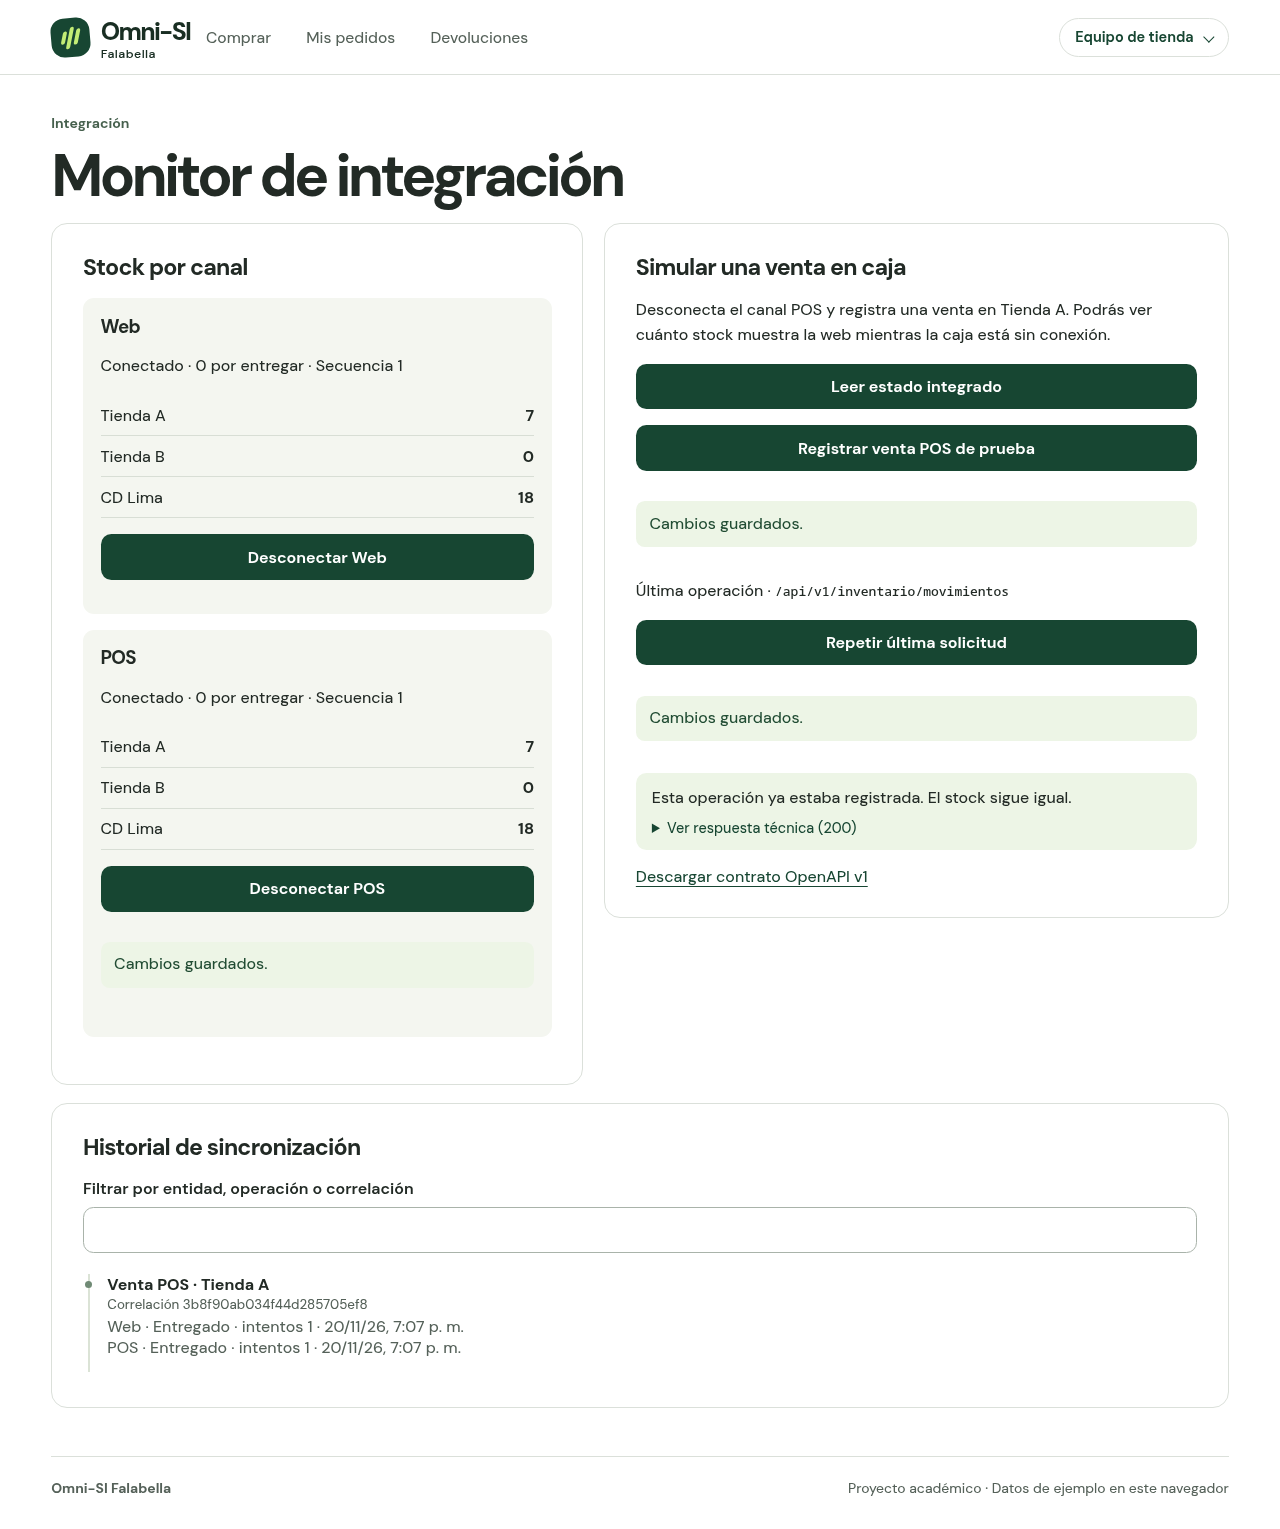 Omni-SI
Falabella
Comprar
Mis pedidos
Devoluciones
Equipo de tienda
Integración
Monitor de integración
Stock por canal
Web
Conectado · 0 por entregar · Secuencia 1
Tienda A 7
Tienda B 0
CD Lima 18
Desconectar Web
POS
Conectado · 0 por entregar · Secuencia 1
Tienda A 7
Tienda B 0
CD Lima 18
Desconectar POS
Cambios guardados.
Simular una venta en caja
Desconecta el canal POS y registra una venta en Tienda A. Podrás ver
cuánto stock muestra la web mientras la caja está sin conexión.
Leer estado integrado
Registrar venta POS de prueba
Cambios guardados.
Última operación · /api/v1/inventario/movimientos
Repetir última solicitud
Cambios guardados.
Esta operación ya estaba registrada. El stock sigue igual.
Ver respuesta técnica (200)
Descargar contrato OpenAPI v1
Historial de sincronización
Filtrar por entidad, operación o correlación
Venta POS · Tienda A
Correlación 3b8f90ab034f44d285705ef8
Web · Entregado · intentos 1 · 20/11/26, 7:07 p. m.
POS · Entregado · intentos 1 · 20/11/26, 7:07 p. m.
Omni-SI Falabella
Proyecto académico · Datos de ejemplo en este navegador